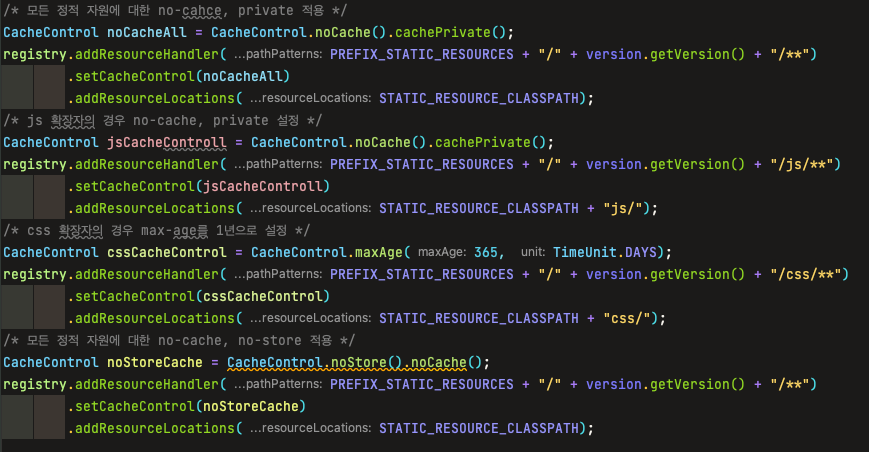 /* 모든 정적 자원에 대한 no-cahce, private 적용 */
CacheControl noCacheAll = CacheControl.noCache().cachePrivate();
registry.addResourceHandler( ...pathPatterns: PREFIX_STATIC_RESOURCES + "/" + version.getVersion() + "/**")
.setCacheControl(noCacheAll)
.addResourceLocations( ...resourceLocations: STATIC_RESOURCE_CLASSPATH);
/* js 확장자의 경우 no-cache, private 설정 */
CacheControl jsCacheControll = CacheControl.noCache().cachePrivate();
registry.addResourceHandler( ...pathPatterns: PREFIX_STATIC_RESOURCES + "/" + version.getVersion() + "/js/**")
.setCacheControl(jsCacheControll)
.addResourceLocations( ...resourceLocations: STATIC_RESOURCE_CLASSPATH + "js/");
/* css 확장자의 경우 max-age를 1년으로 설정 */
CacheControl cssCacheControl = CacheControl.maxAge( maxAge: 365, unit: TimeUnit.DAYS);
registry.addResourceHandler( ...pathPatterns: PREFIX_STATIC_RESOURCES + "/" + version.getVersion() + "/css/**")
.setCacheControl(cssCacheControl)
.addResourceLocations( ...resourceLocations: STATIC_RESOURCE_CLASSPATH + "css/");
/* 모든 정적 자원에 대한 no-cache, no-store 적용 */
CacheControl noStoreCache = CacheControl.noStore().noCache();
registry.addResourceHandler( ...pathPatterns: PREFIX_STATIC_RESOURCES + "/" + version.getVersion() + "/**")
.setCacheControl(noStoreCache)
.addResourceLocations( ...resourceLocations: STATIC_RESOURCE_CLASSPATH);